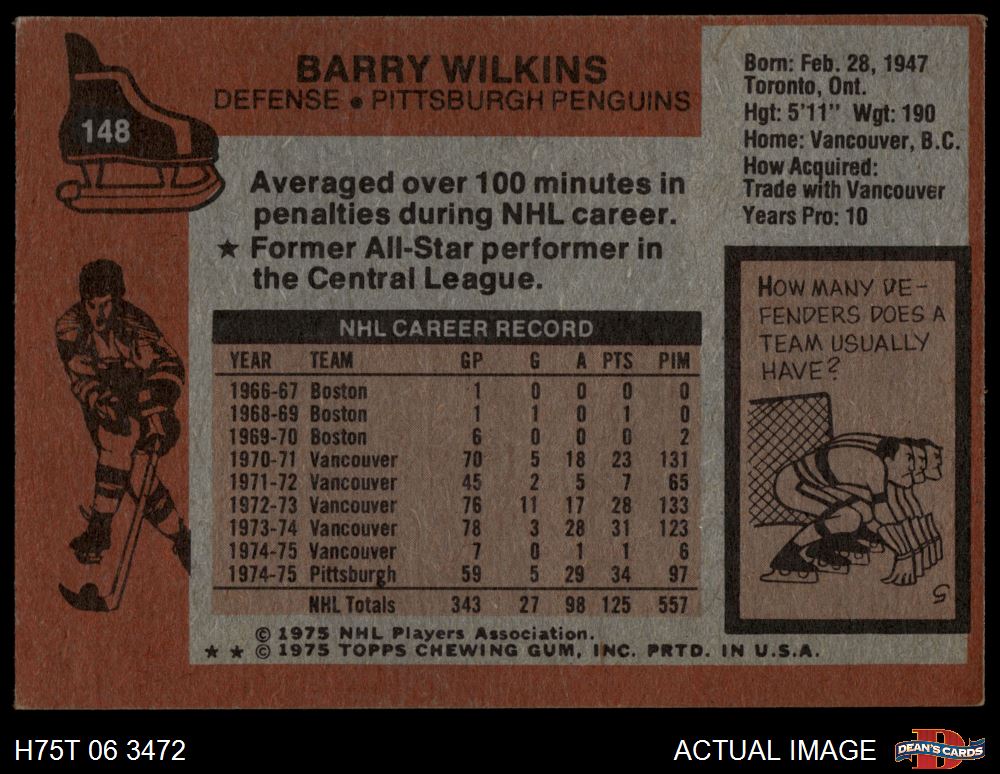 148
BARRY WILKINS
DEFENSE • PITTSBURGH PENGUINS
Born: Feb. 28, 1947
Toronto, Ont.
Hgt: 5'11" Wgt: 190
Home: Vancouver, B.C.
How Acquired:
Trade with Vancouver
Years Pro: 10
Averaged over 100 minutes in
penalties during NHL career.
★ Former All-Star performer in
the Central League.
NHL CAREER RECORD
YEAR TEAM GP G A PTS PIM
1966-67 Boston 1 0 0 0 0
1968-69 Boston 1 1 0 1 0
1969-70 Boston 6 0 0 0 2
1970-71 Vancouver 70 5 18 23 131
1971-72 Vancouver 45 2 5 7 65
1972-73 Vancouver 76 11 17 28 133
1973-74 Vancouver 78 3 28 31 123
1974-75 Vancouver 7 0 1 1 6
1974-75 Pittsburgh 59 5 29 34 97
NHL Totals 343 27 98 125 557
© 1975 NHL Players Association.
★ ★ © 1975 TOPPS CHEWING GUM, INC. PRTD. IN U.S.A.
HOW MANY DE-
FENDERS DOES A
TEAM USUALLY
HAVE?
5
H75T 06 3472
ACTUAL IMAGE
D
DEAN'S CARDS